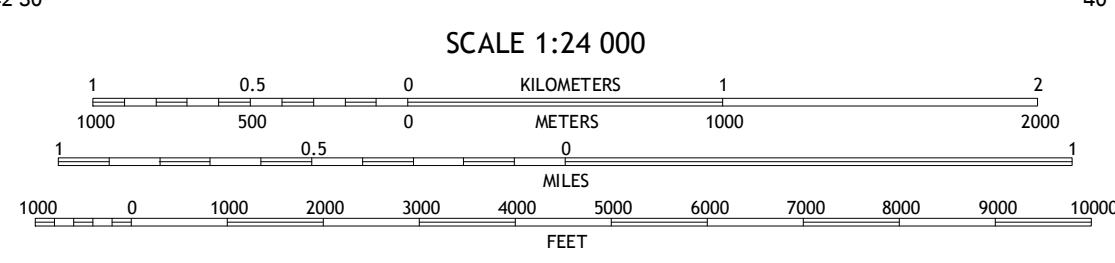 SCALE 1:24 000
1 0.5 0 KILOMETERS 1 2
1000 500 0 METERS 1000 2000
1 0.5 0 1
MILES
1000 0 1000 2000 3000 4000 5000 6000 7000 8000 9000 10000
FEET